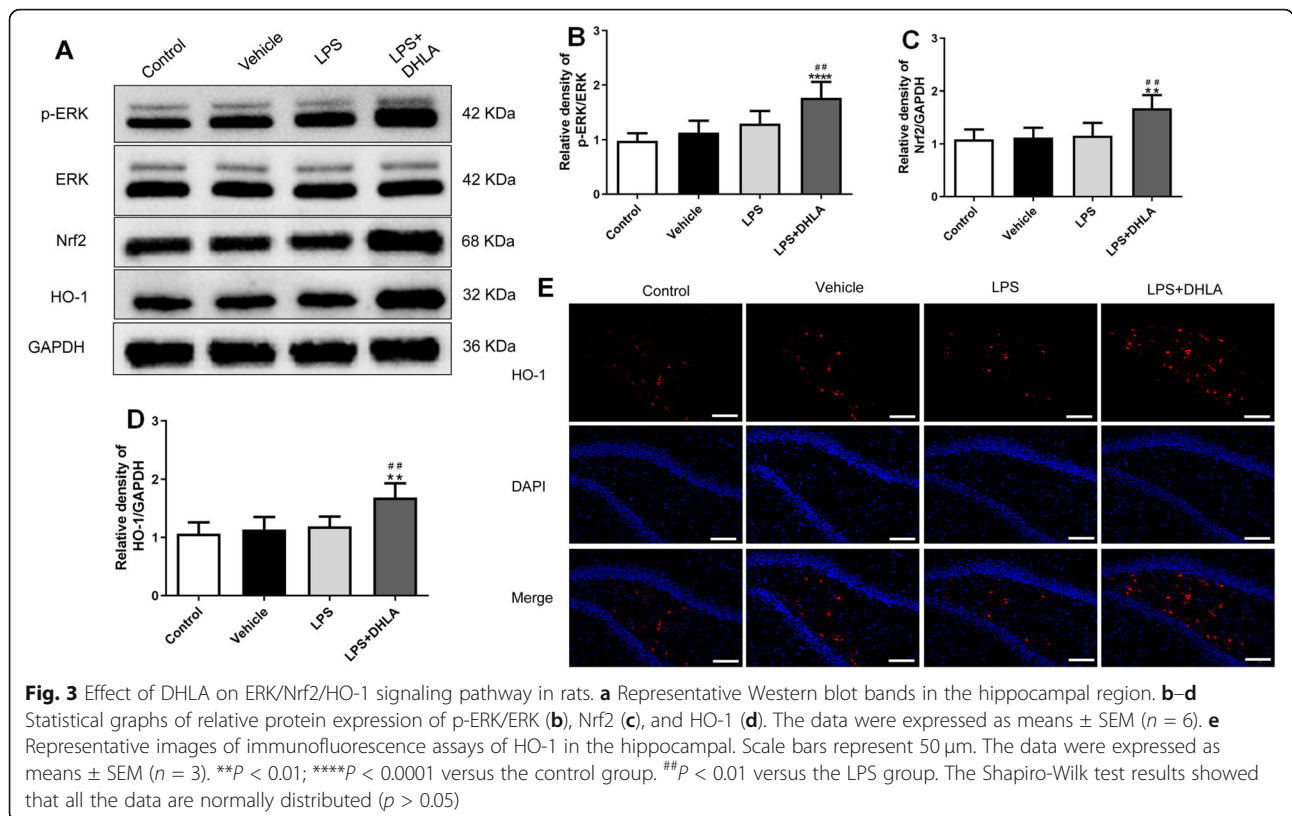 A
Control
Vehicle
LPS
LPS+
DHLA
p-ERK
42 KDa
ERK
42 KDa
Nrf2
68 KDa
HO-1
32 KDa
GAPDH
36 KDa
B
Relative density of
p-ERK/ERK
3
2
1
0
##
****
Control
Vehicle
LPS
LPS+DHLA
C
Relative density of
Nrf2/GAPDH
3
2
1
0
##
**
Control
Vehicle
LPS
LPS+DHLA
D
Relative density of
HO-1/GAPDH
3
2
1
0
##
**
Control
Vehicle
LPS
LPS+DHLA
E
Control
Vehicle
LPS
LPS+DHLA
HO-1
DAPI
Merge
Fig. 3 Effect of DHLA on ERK/Nrf2/HO-1 signaling pathway in rats. a Representative Western blot bands in the hippocampal region. b–d
Statistical graphs of relative protein expression of p-ERK/ERK (b), Nrf2 (c), and HO-1 (d). The data were expressed as means ± SEM (n = 6). e
Representative images of immunofluorescence assays of HO-1 in the hippocampal. Scale bars represent 50 μm. The data were expressed as
means ± SEM (n = 3). **P < 0.01; ****P < 0.0001 versus the control group. ##P < 0.01 versus the LPS group. The Shapiro-Wilk test results showed
that all the data are normally distributed (p > 0.05)